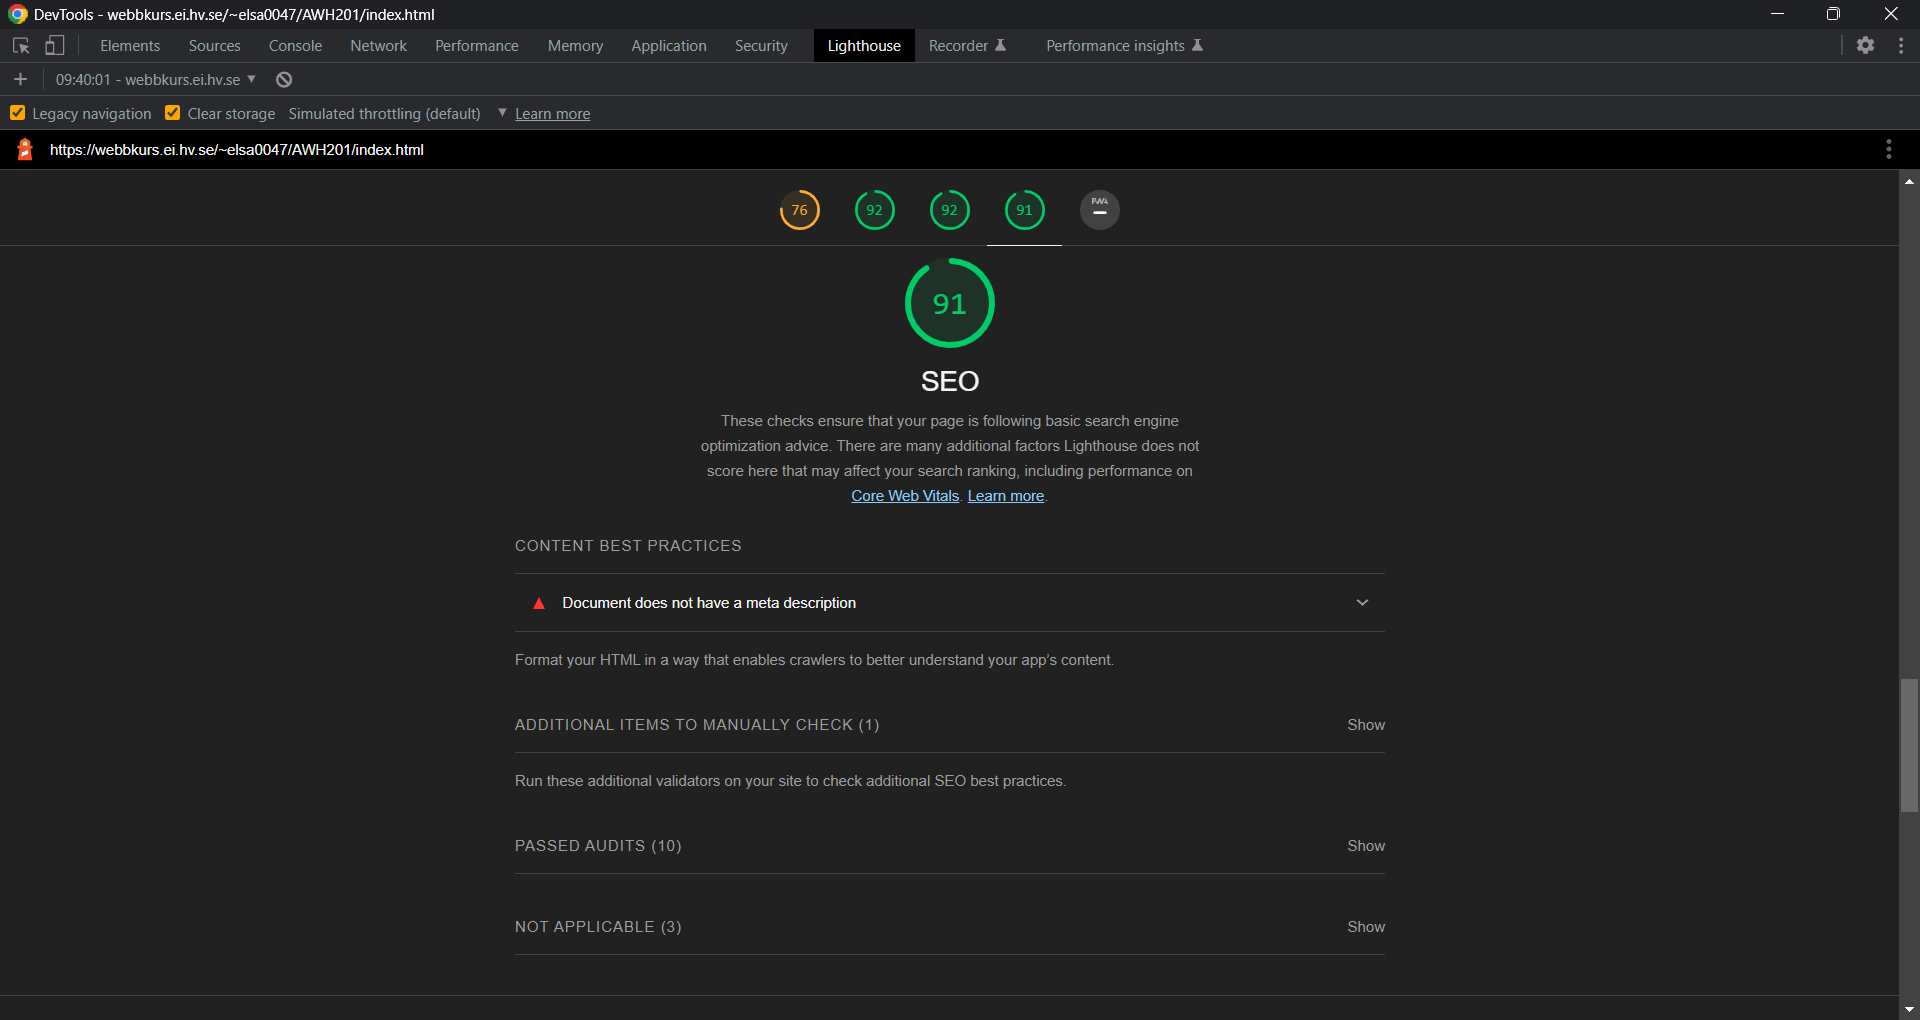 DevTools - webbkurs.ei.hv.se/~elsa0047/AWH201/index.html
Elements Sources Console Network Performance Memory Application Security Lighthouse Recorder Performance insights
09:40:01 - webbkurs.ei.hv.se
Legacy navigation Clear storage Simulated throttling (default) Learn more
https://webbkurs.ei.hv.se/~elsa0047/AWH201/index.html
76 92 92 91 PWA
91
SEO
These checks ensure that your page is following basic search engine
optimization advice. There are many additional factors Lighthouse does not
score here that may affect your search ranking, including performance on
Core Web Vitals. Learn more.
CONTENT BEST PRACTICES
Document does not have a meta description
Format your HTML in a way that enables crawlers to better understand your app's content.
ADDITIONAL ITEMS TO MANUALLY CHECK (1) Show
Run these additional validators on your site to check additional SEO best practices.
PASSED AUDITS (10) Show
NOT APPLICABLE (3) Show